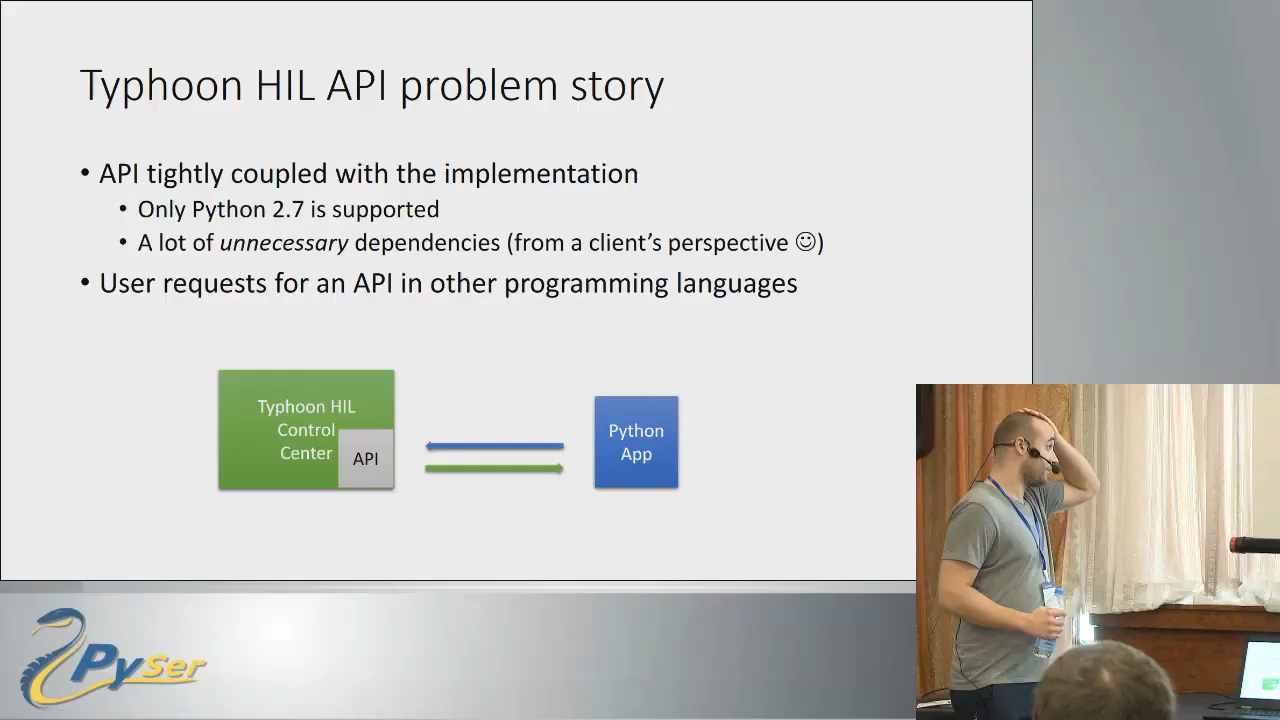 Typhoon HIL API problem story
• API tightly coupled with the implementation
• Only Python 2.7 is supported
• A lot of unnecessary dependencies (from a client's perspective ☺)
• User requests for an API in other programming languages
Typhoon HIL
Control
Center
API
Python
App
PySer